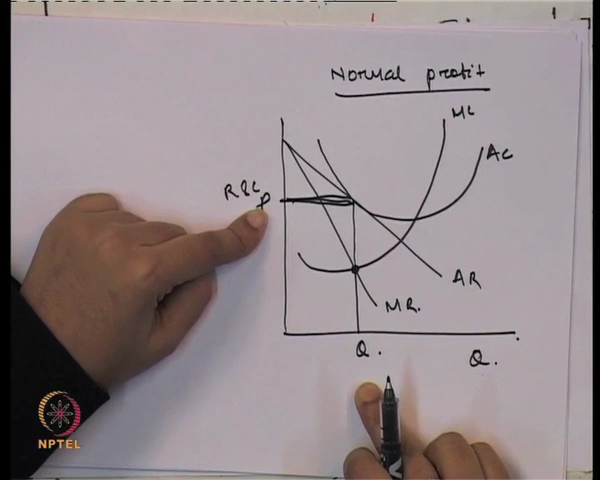 Normal profit
MC
AC
R&C
P
AR
MR.
Q.
Q.
NPTEL